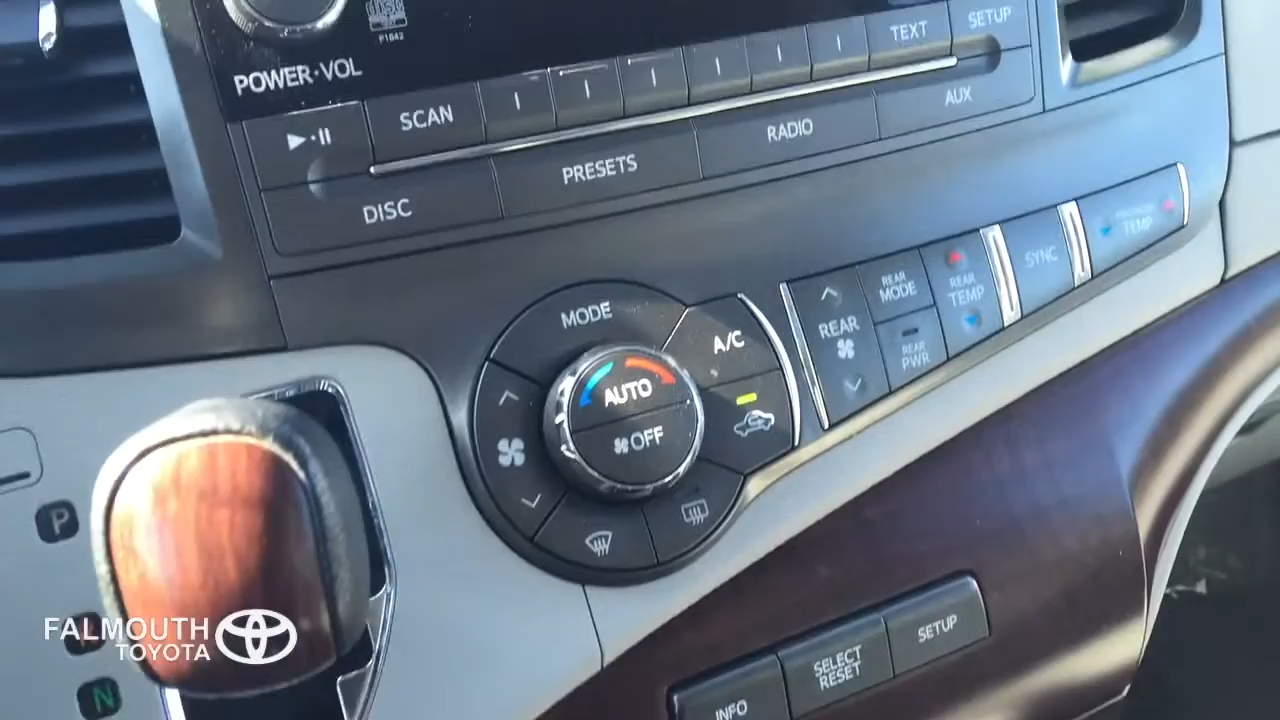 F1842
POWER·VOL
TEXT
SETUP
SCAN
DISC
PRESETS
RADIO
AUX
MODE
A/C
AUTO
OFF
REAR
REAR
MODE
REAR
PWR
REAR
TEMP
SYNC
TEMP
P
N
INFO
SELECT
RESET
SETUP
FALMOUTH
TOYOTA